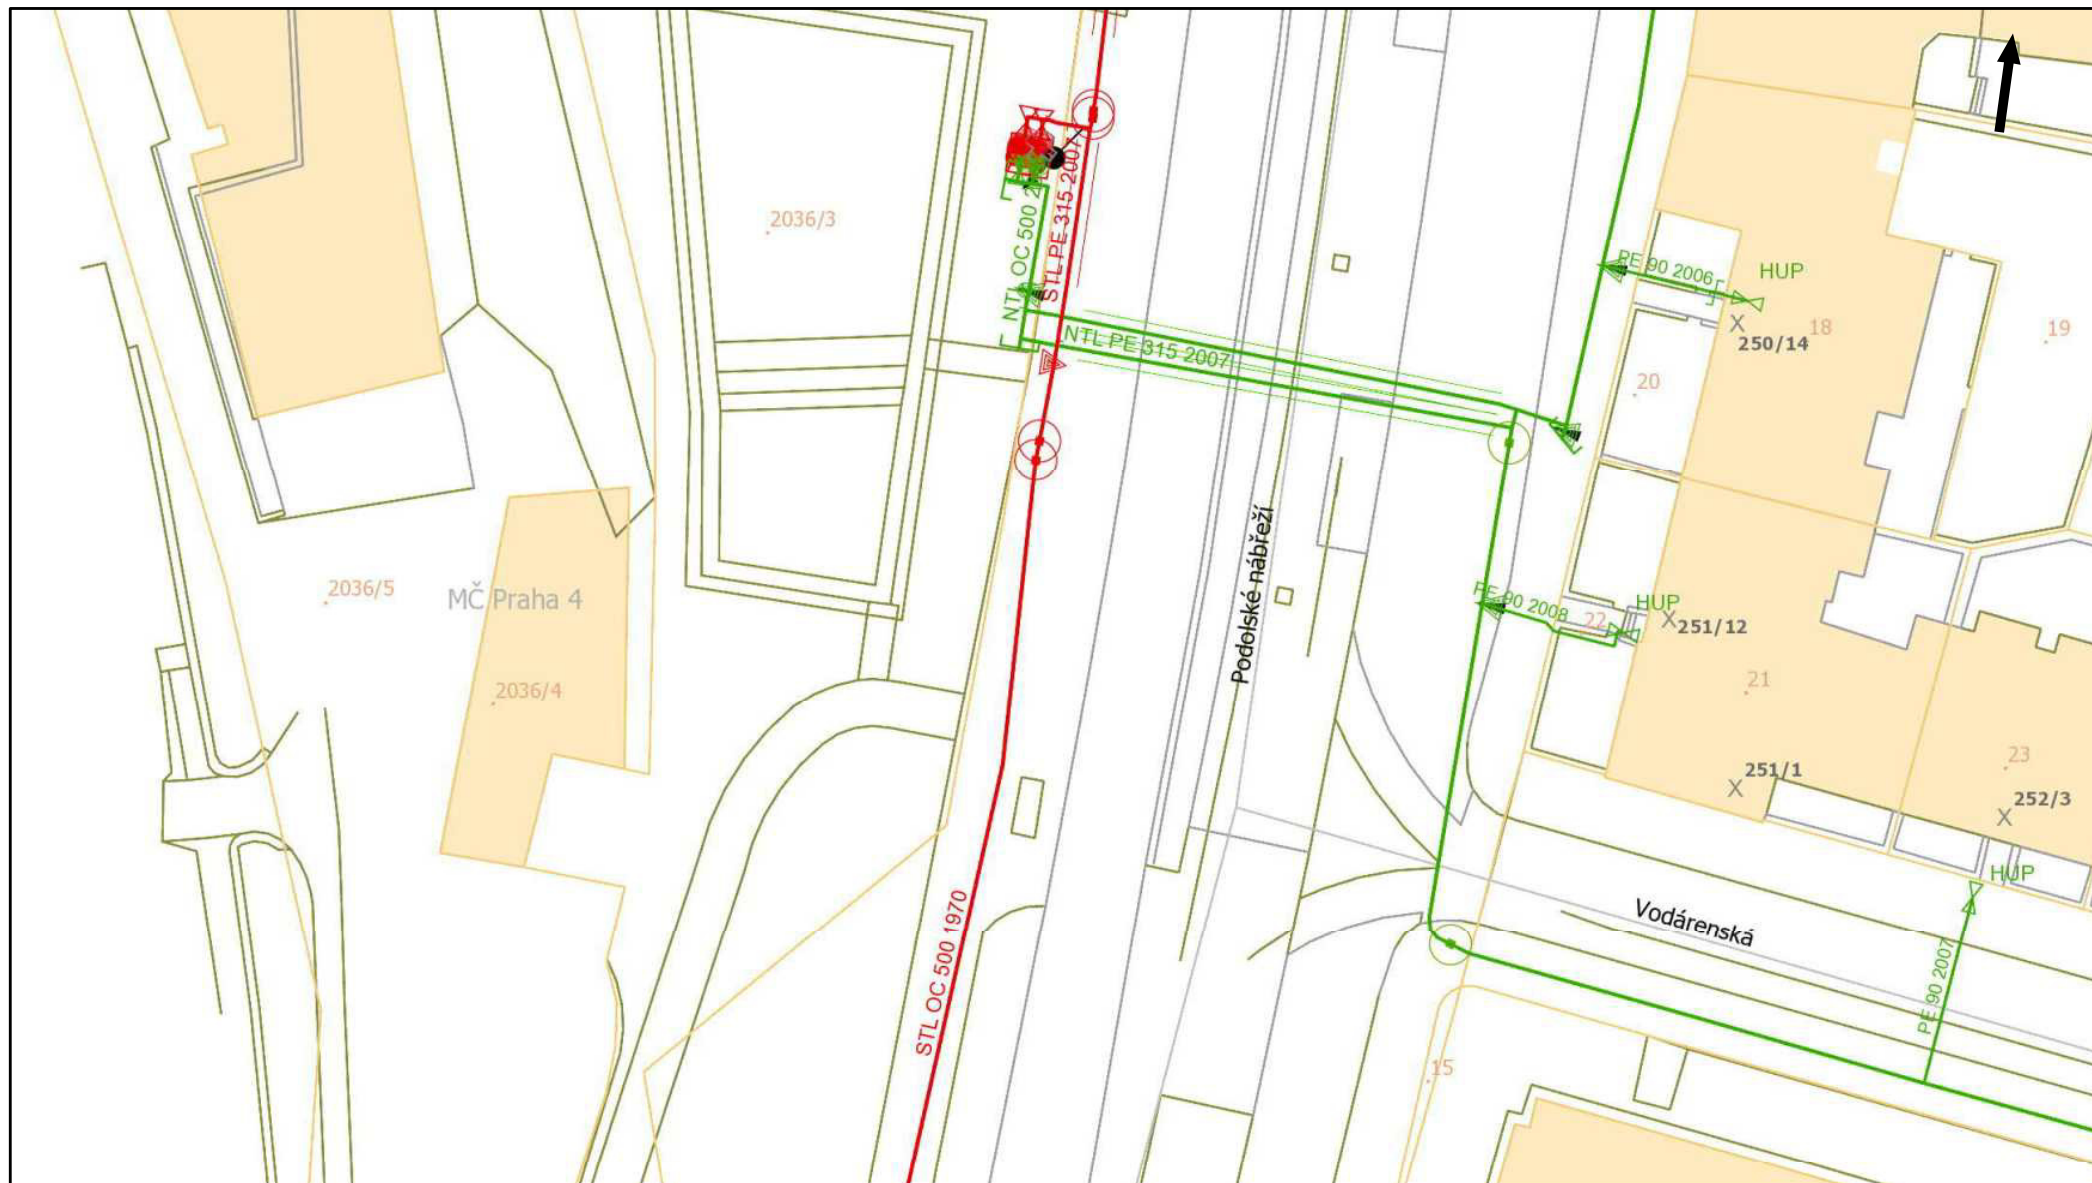 2036/3
STL PE 315 2007
NTL OC 500
NTL PE 315 2007
PE 90 2006
HUP
250/14
18
19
20
Podolské nábřeží
2036/5
MČ Praha 4
2036/4
PE 90 2008
HUP
22
251/12
21
251/1
23
252/3
HUP
Vodárenská
PE 90 2007
STL OC 500 1970
15